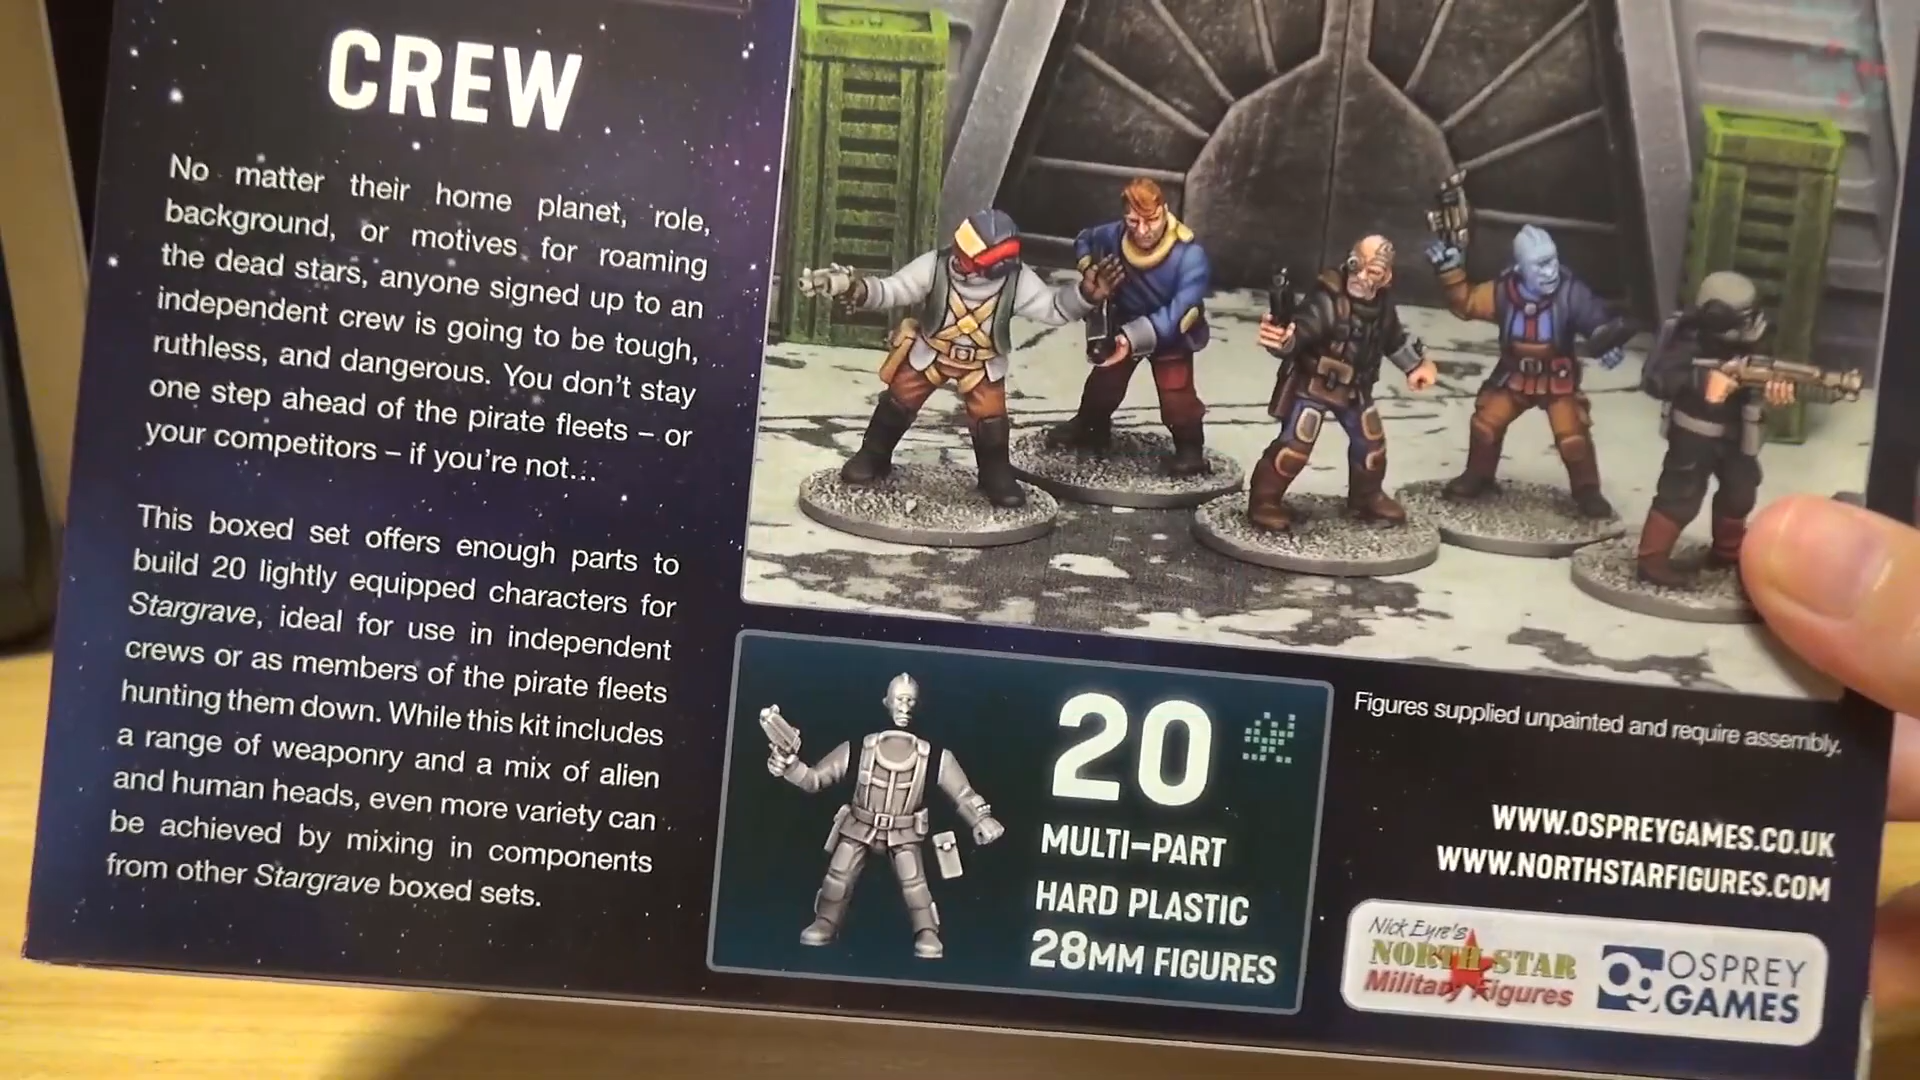 CREW
No matter their home planet, role,
background, or motives for roaming
the dead stars, anyone signed up to an
independent crew is going to be tough,
ruthless, and dangerous. You don't stay
one step ahead of the pirate fleets – or
your competitors – if you're not...
This boxed set offers enough parts to
build 20 lightly equipped characters for
Stargrave, ideal for use in independent
crews or as members of the pirate fleets
hunting them down. While this kit includes
a range of weaponry and a mix of alien
and human heads, even more variety can
be achieved by mixing in components
from other Stargrave boxed sets.
20
MULTI–PART
HARD PLASTIC
28MM FIGURES
Figures supplied unpainted and require assembly.
WWW.OSPREYGAMES.CO.UK
WWW.NORTHSTARFIGURES.COM
Nick Eyre's
NORTH STAR
Military Figures
Og
OSPREY
GAMES